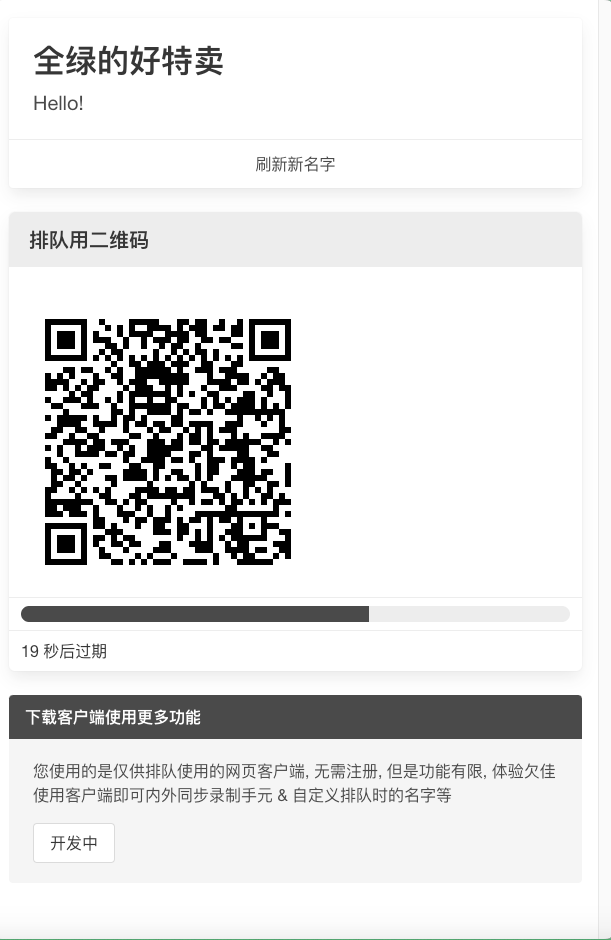 全绿的好特卖
Hello!
刷新新名字
排队用二维码
19 秒后过期
下载客户端使用更多功能
您使用的是仅供排队使用的网页客户端, 无需注册, 但是功能有限, 体验欠佳
使用客户端即可内外同步录制手元 & 自定义排队时的名字等
开发中